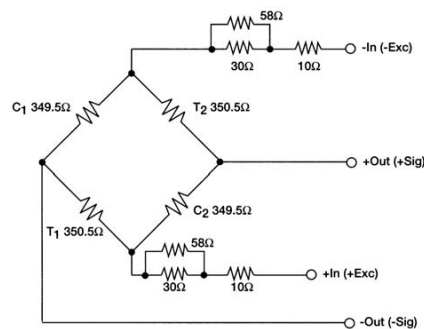 58Ω
30Ω
10Ω
-In (-Exc)
C₁ 349.5Ω
T₂ 350.5Ω
+Out (+Sig)
T₁ 350.5Ω
C₂ 349.5Ω
58Ω
30Ω
10Ω
+In (+Exc)
-Out (-Sig)